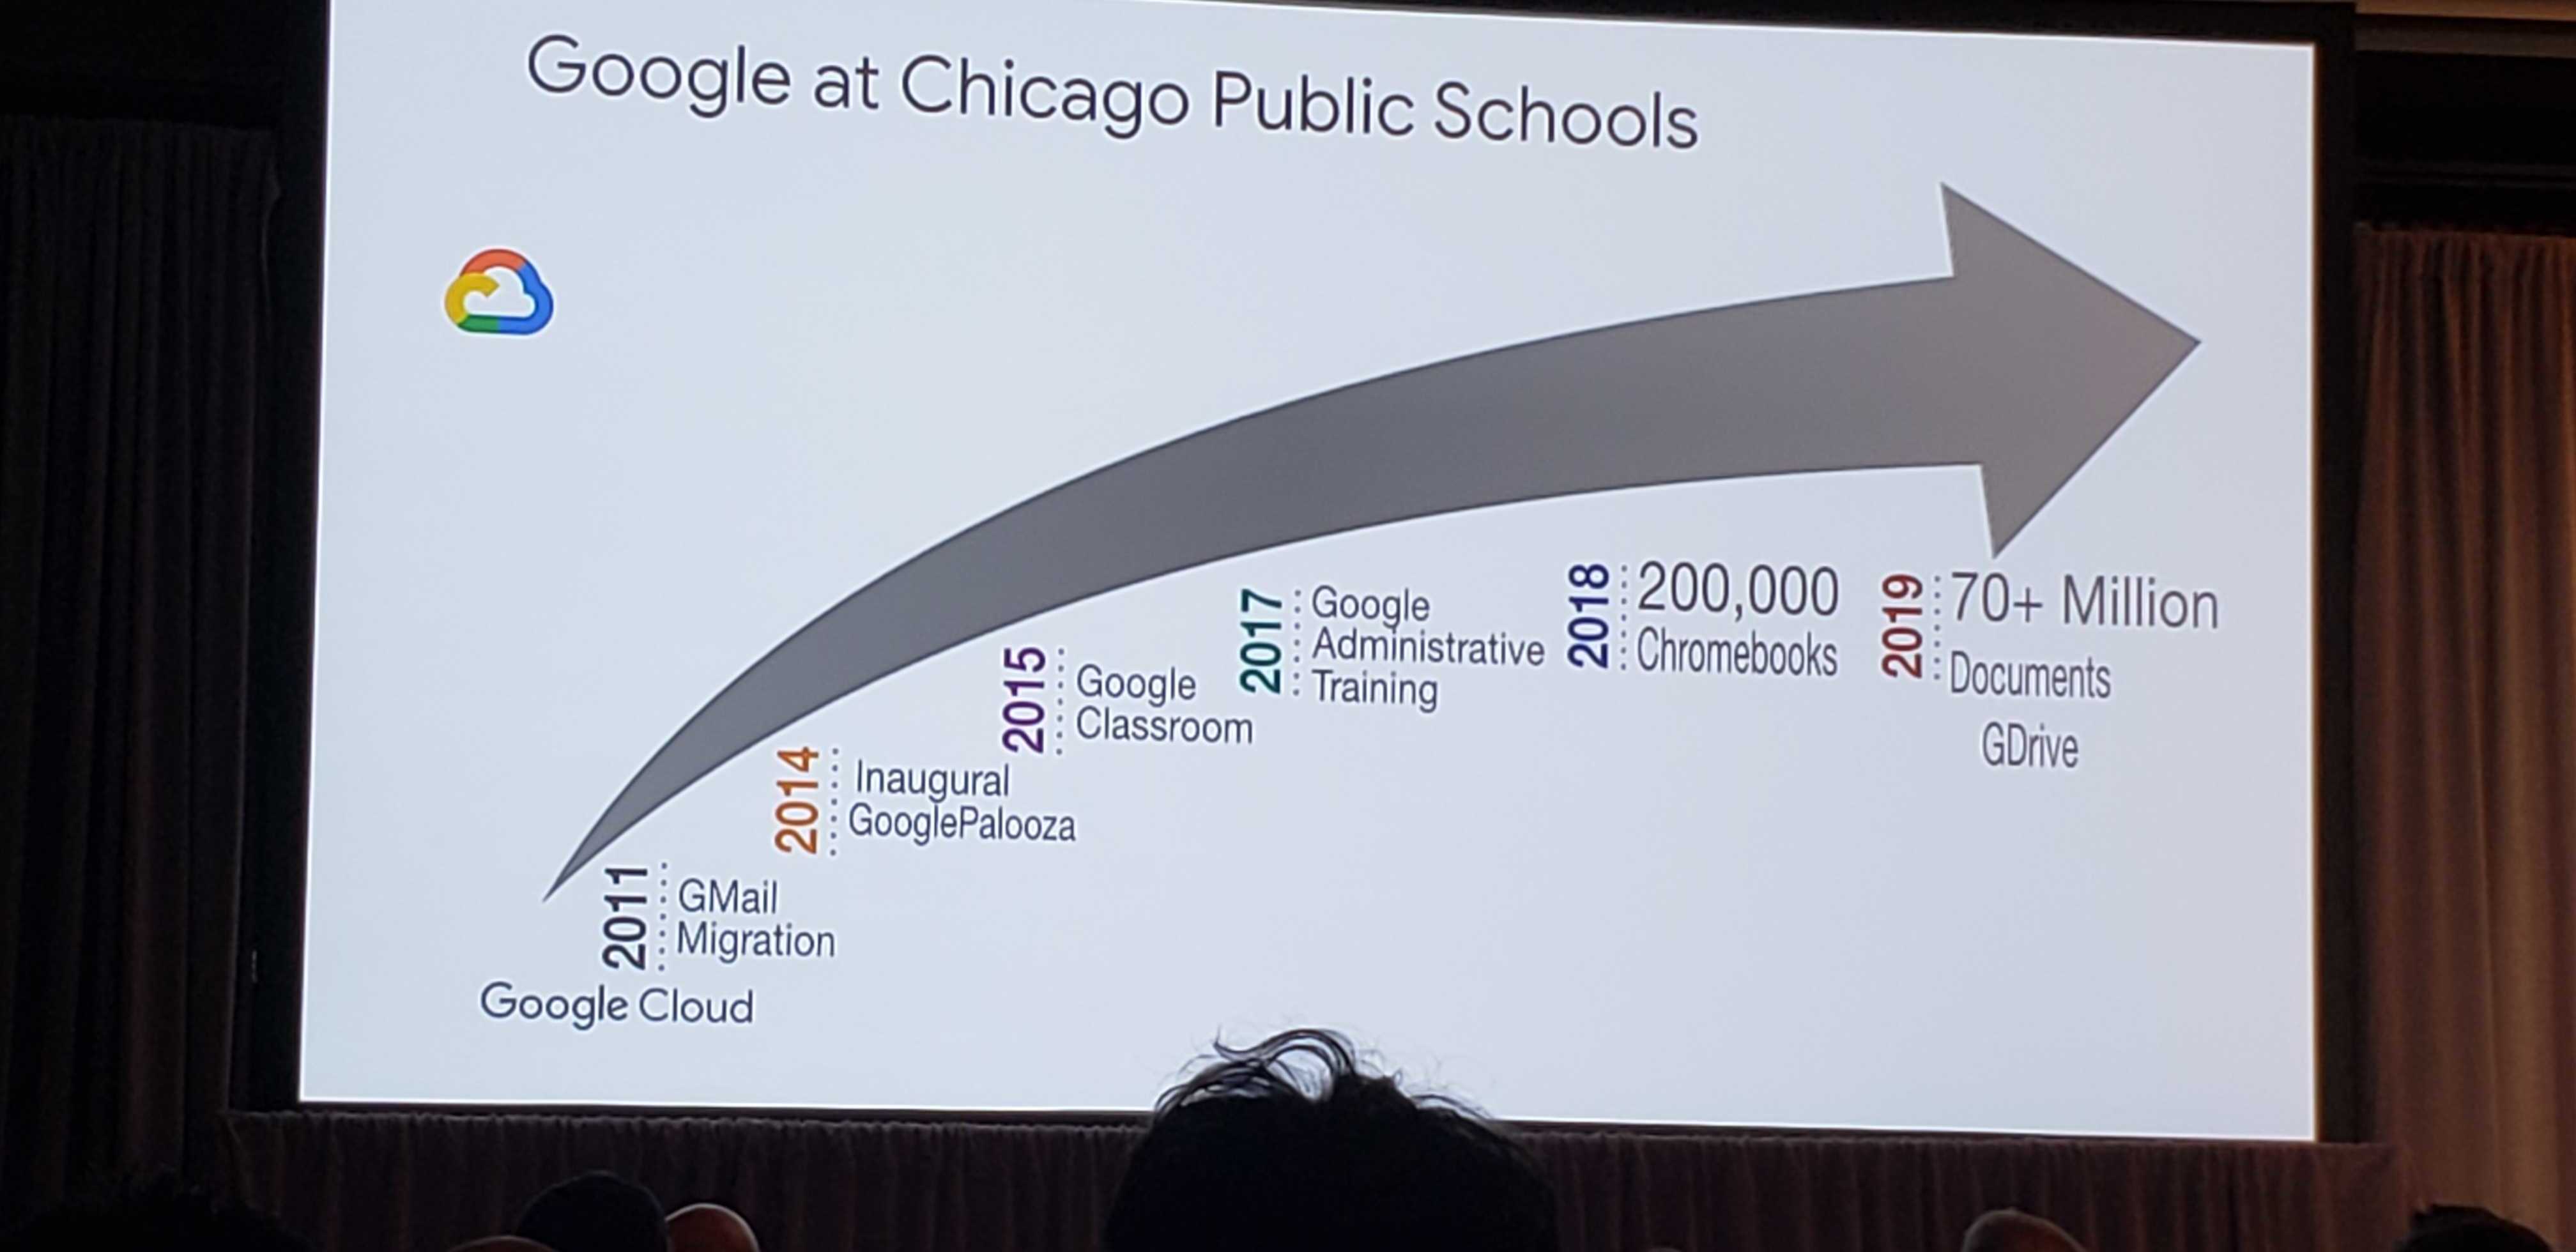 Google at Chicago Public Schools
2011
GMail
Migration
2014
Inaugural
GooglePalooza
2015
Google
Classroom
2017
Google
Administrative
Training
2018
200,000
Chromebooks
2019
70+ Million
Documents
GDrive
Google Cloud